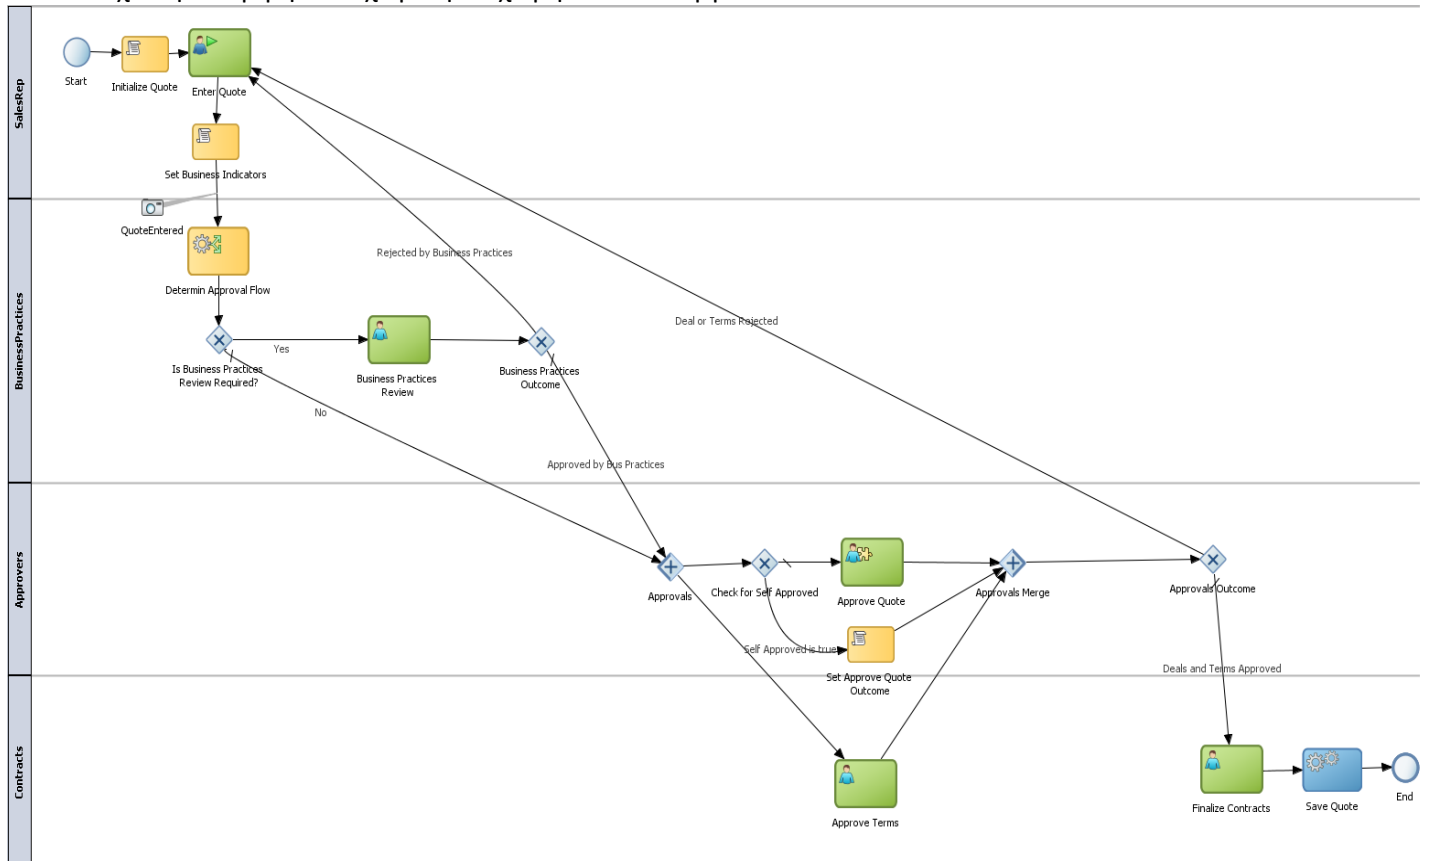 SalesRep
Start
Initialize Quote
Enter Quote
Set Business Indicators
BusinessPractices
QuoteEntered
Rejected by Business Practices
Determin Approval Flow
Deal or Terms Rejected
Yes
Is Business Practices
Review Required?
Business Practices
Review
Business Practices
Outcome
No
Approved by Bus Practices
Approvers
Approvals
Check for Self Approved
Approve Quote
Approvals Merge
Approvals Outcome
Self Approved is true
Set Approve Quote
Outcome
Deals and Terms Approved
Contracts
Approve Terms
Finalize Contracts
Save Quote
End